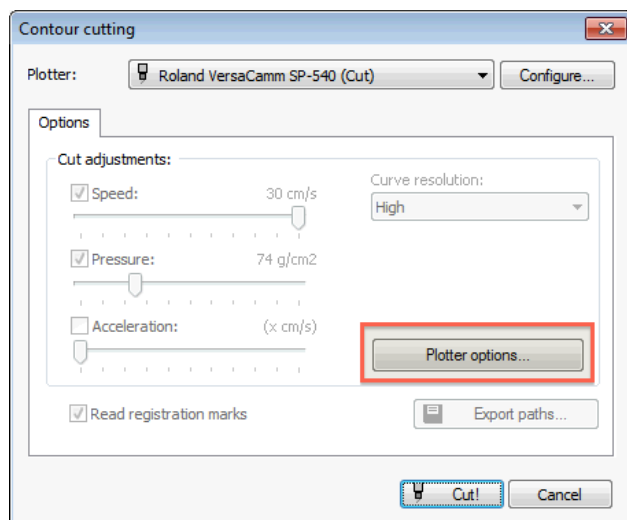 Contour cutting
Plotter: Roland VersaCamm SP-540 (Cut) Configure...
Options
Cut adjustments:
Speed: 30 cm/s
Curve resolution:
High
Pressure: 74 g/cm2
Acceleration: (x cm/s)
Plotter options...
Read registration marks Export paths...
Cut! Cancel